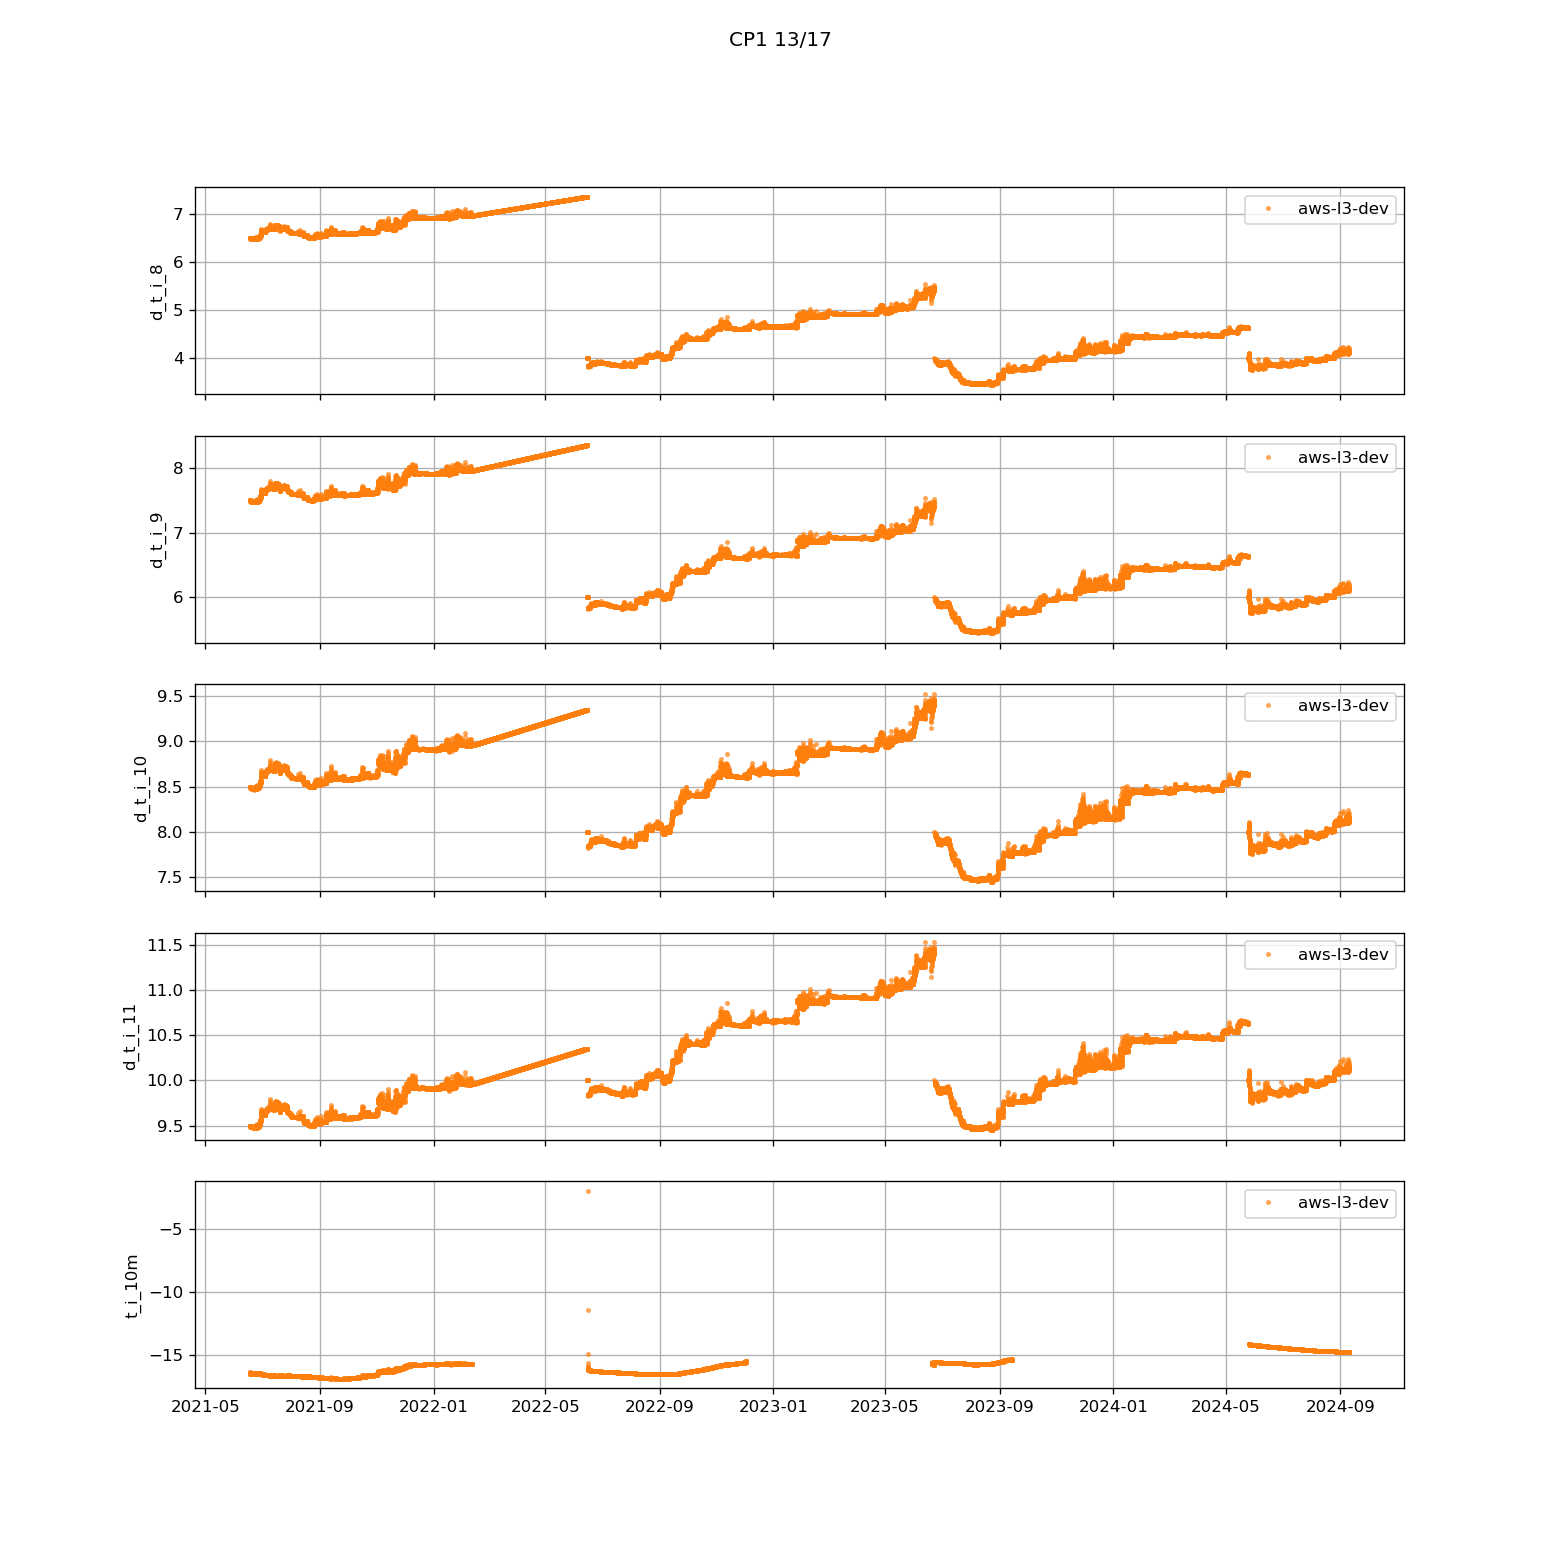 CP1 13/17
7
6
5
4
d_t_i_8
aws-l3-dev
8
7
6
d_t_i_9
aws-l3-dev
9.5
9.0
8.5
8.0
7.5
d_t_i_10
aws-l3-dev
11.5
11.0
10.5
10.0
9.5
d_t_i_11
aws-l3-dev
−5
−10
−15
t_i_10m
aws-l3-dev
2021-05 2021-09 2022-01 2022-05 2022-09 2023-01 2023-05 2023-09 2024-01 2024-05 2024-09